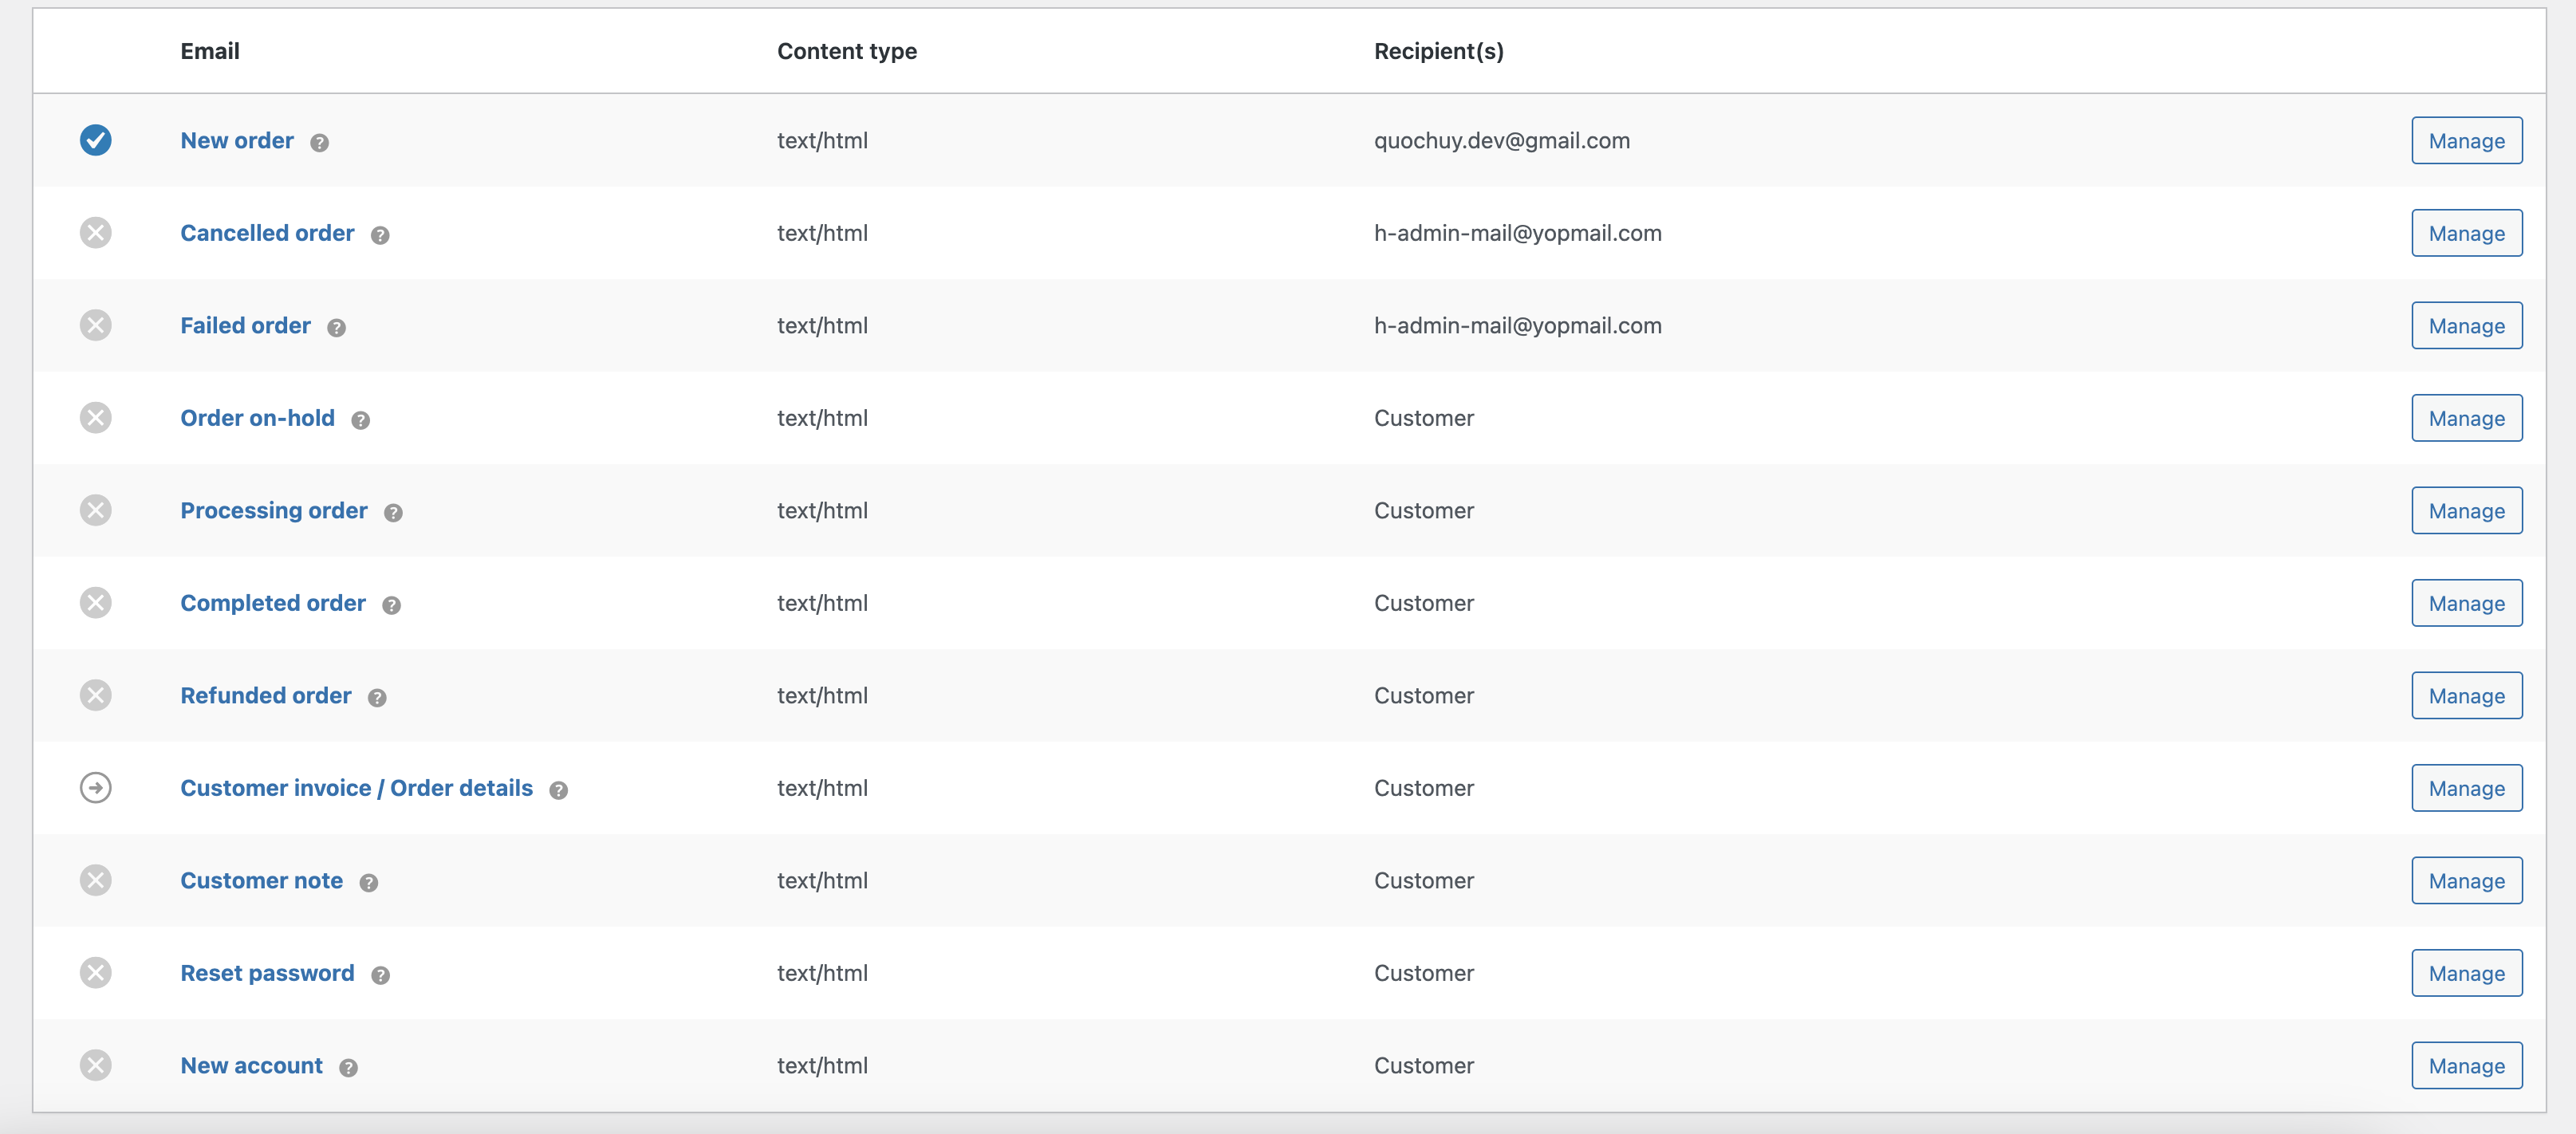 Email Content type Recipient(s)
New order ? text/html quochuy.dev@gmail.com Manage
Cancelled order ? text/html h-admin-mail@yopmail.com Manage
Failed order ? text/html h-admin-mail@yopmail.com Manage
Order on-hold ? text/html Customer Manage
Processing order ? text/html Customer Manage
Completed order ? text/html Customer Manage
Refunded order ? text/html Customer Manage
Customer invoice / Order details ? text/html Customer Manage
Customer note ? text/html Customer Manage
Reset password ? text/html Customer Manage
New account ? text/html Customer Manage